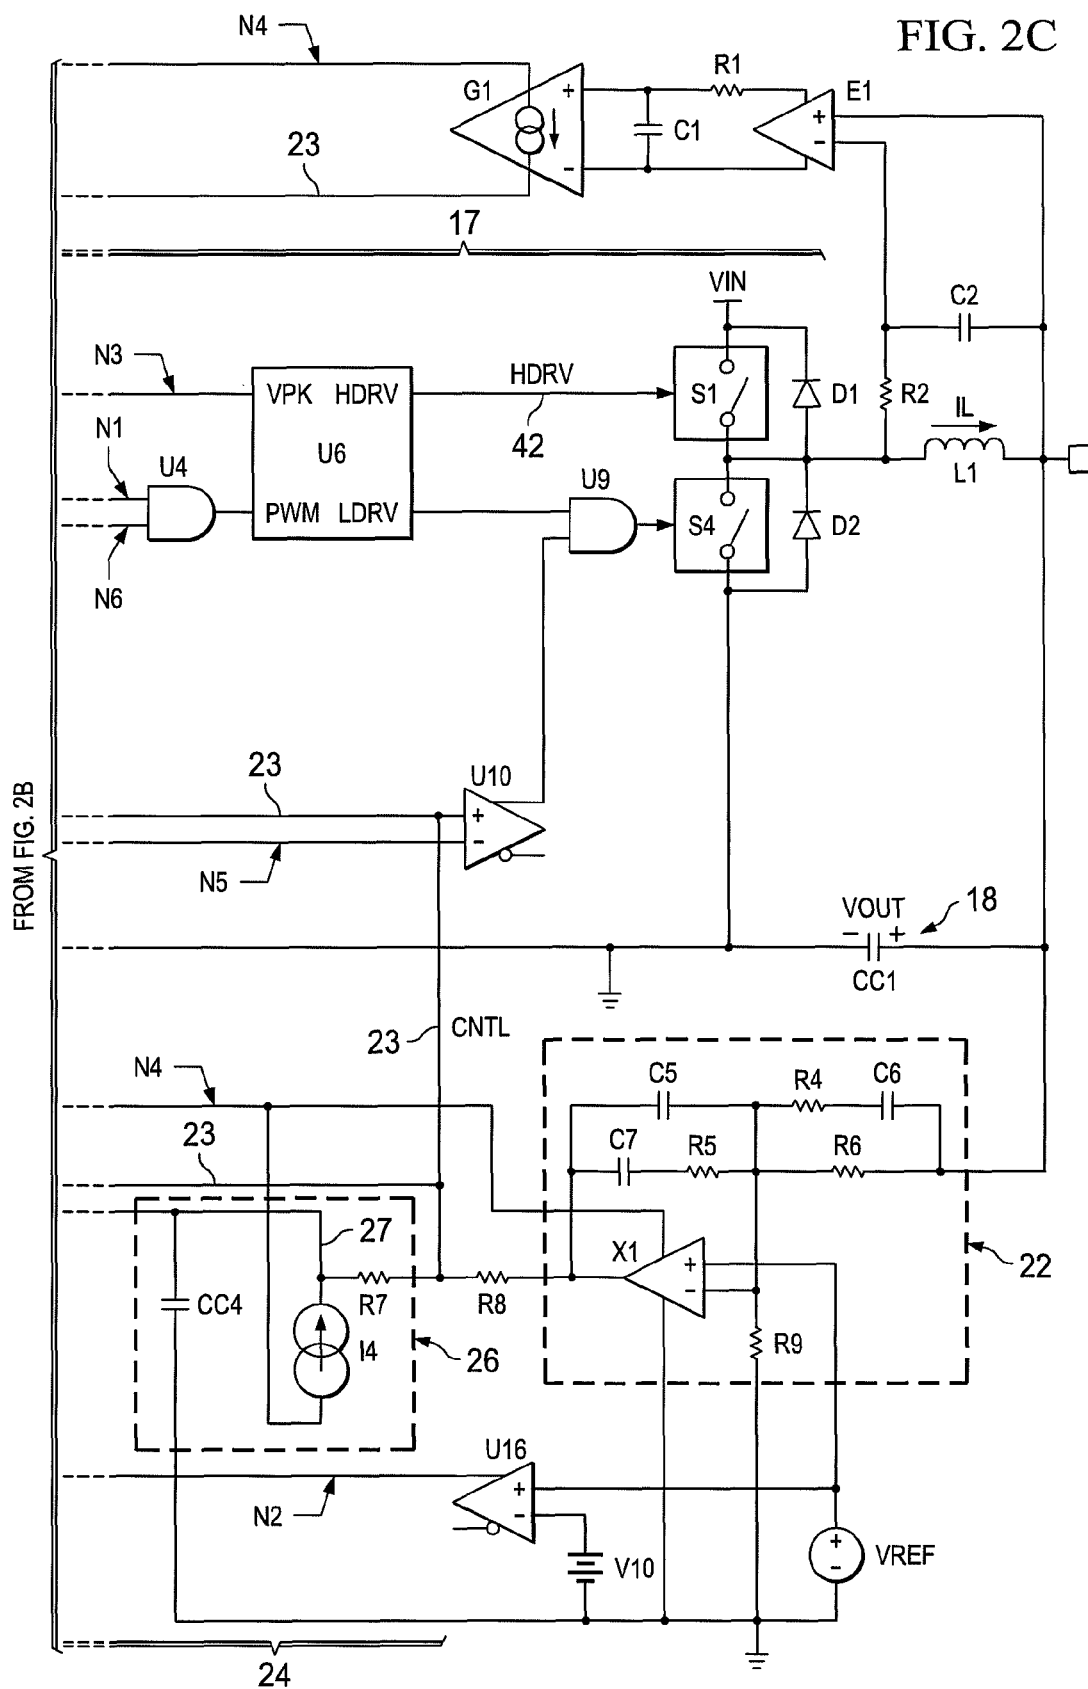 FIG. 2C
N4
G1
+
-
R1
C1
E1
+
-
23
17
VIN
C2
N3
HDRV
42
VPK HDRV
U6
PWM LDRV
S1
D1
R2
IL
L1
N1
U4
N6
U9
S4
D2
23
U10
+
-
N5
FROM FIG. 2B
VOUT
- +
18
CC1
23
CNTL
N4
C5
R4
C6
23
C7
R5
R6
27
X1
+
-
22
CC4
R7
R8
I4
26
R9
U16
+
-
N2
V10
+
-
VREF
24